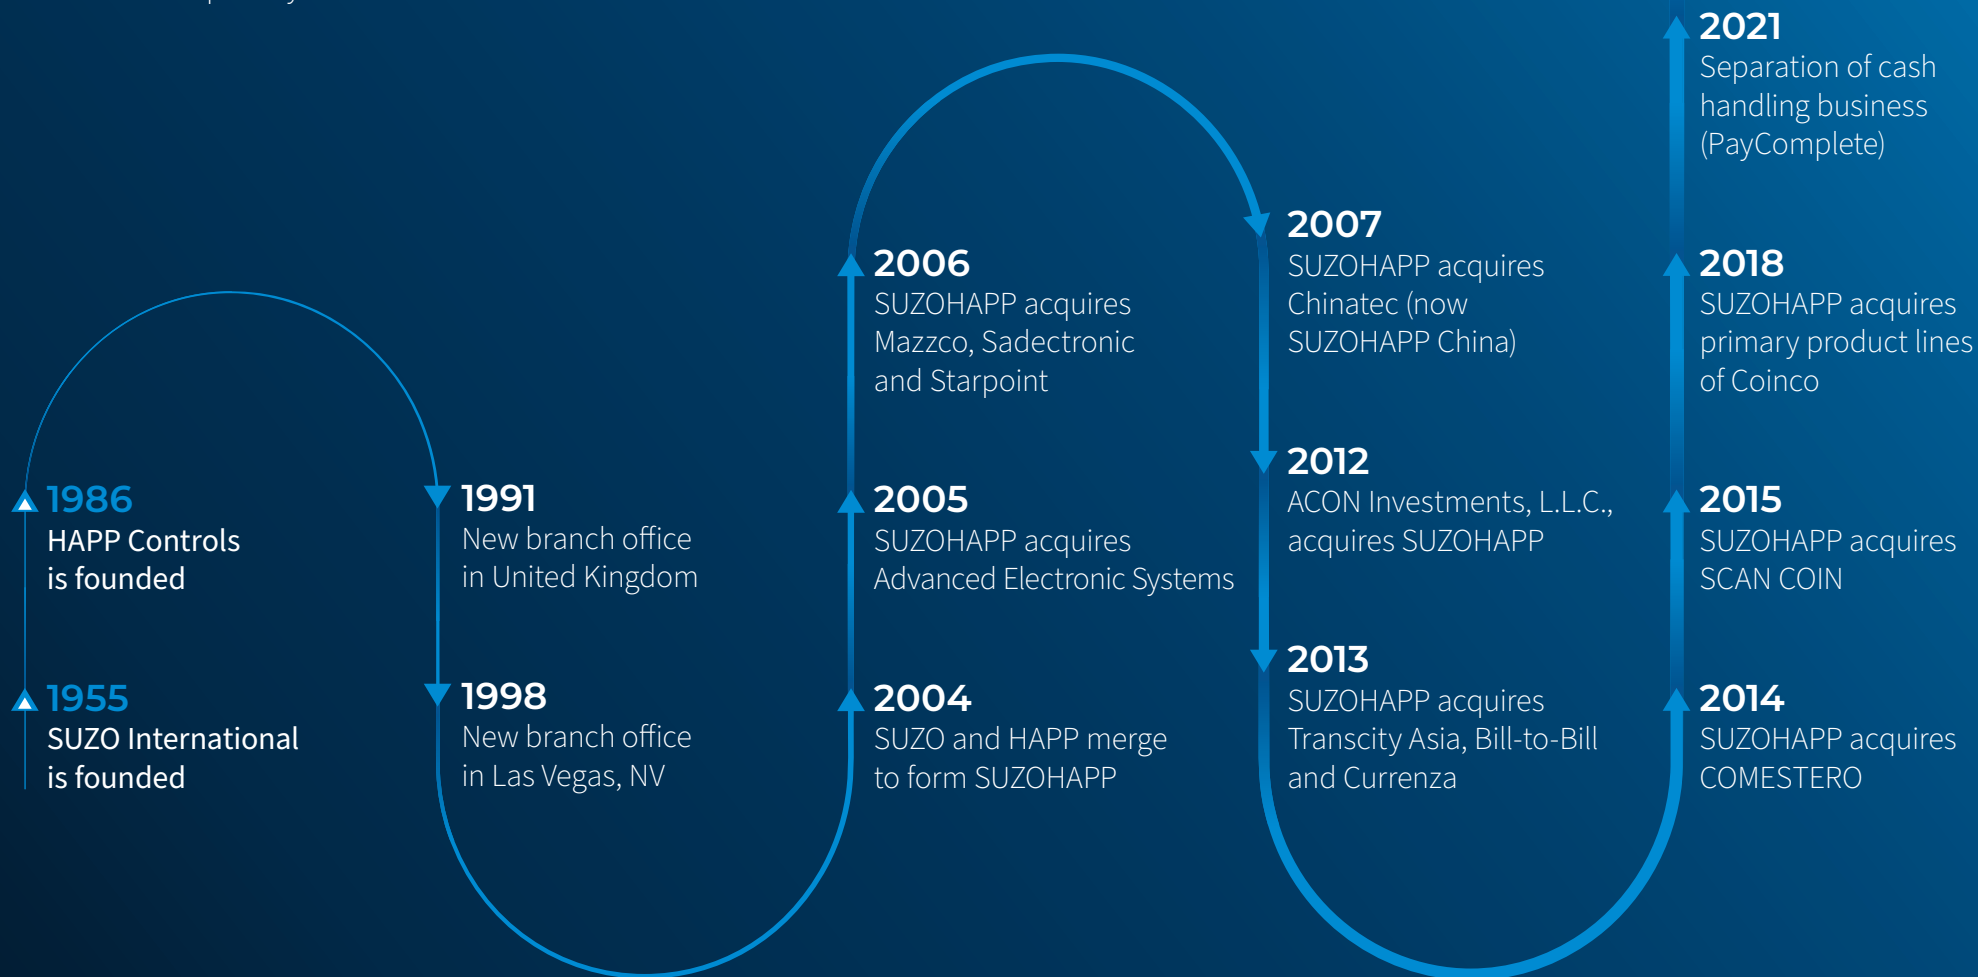 1955
SUZO International
is founded
1986
HAPP Controls
is founded
1991
New branch office
in United Kingdom
1998
New branch office
in Las Vegas, NV
2004
SUZO and HAPP merge
to form SUZOHAPP
2005
SUZOHAPP acquires
Advanced Electronic Systems
2006
SUZOHAPP acquires
Mazzco, Sadectronic
and Starpoint
2007
SUZOHAPP acquires
Chinatec (now
SUZOHAPP China)
2012
ACON Investments, L.L.C.,
acquires SUZOHAPP
2013
SUZOHAPP acquires
Transcity Asia, Bill-to-Bill
and Currenza
2014
SUZOHAPP acquires
COMESTERO
2015
SUZOHAPP acquires
SCAN COIN
2018
SUZOHAPP acquires
primary product lines
of Coinco
2021
Separation of cash
handling business
(PayComplete)